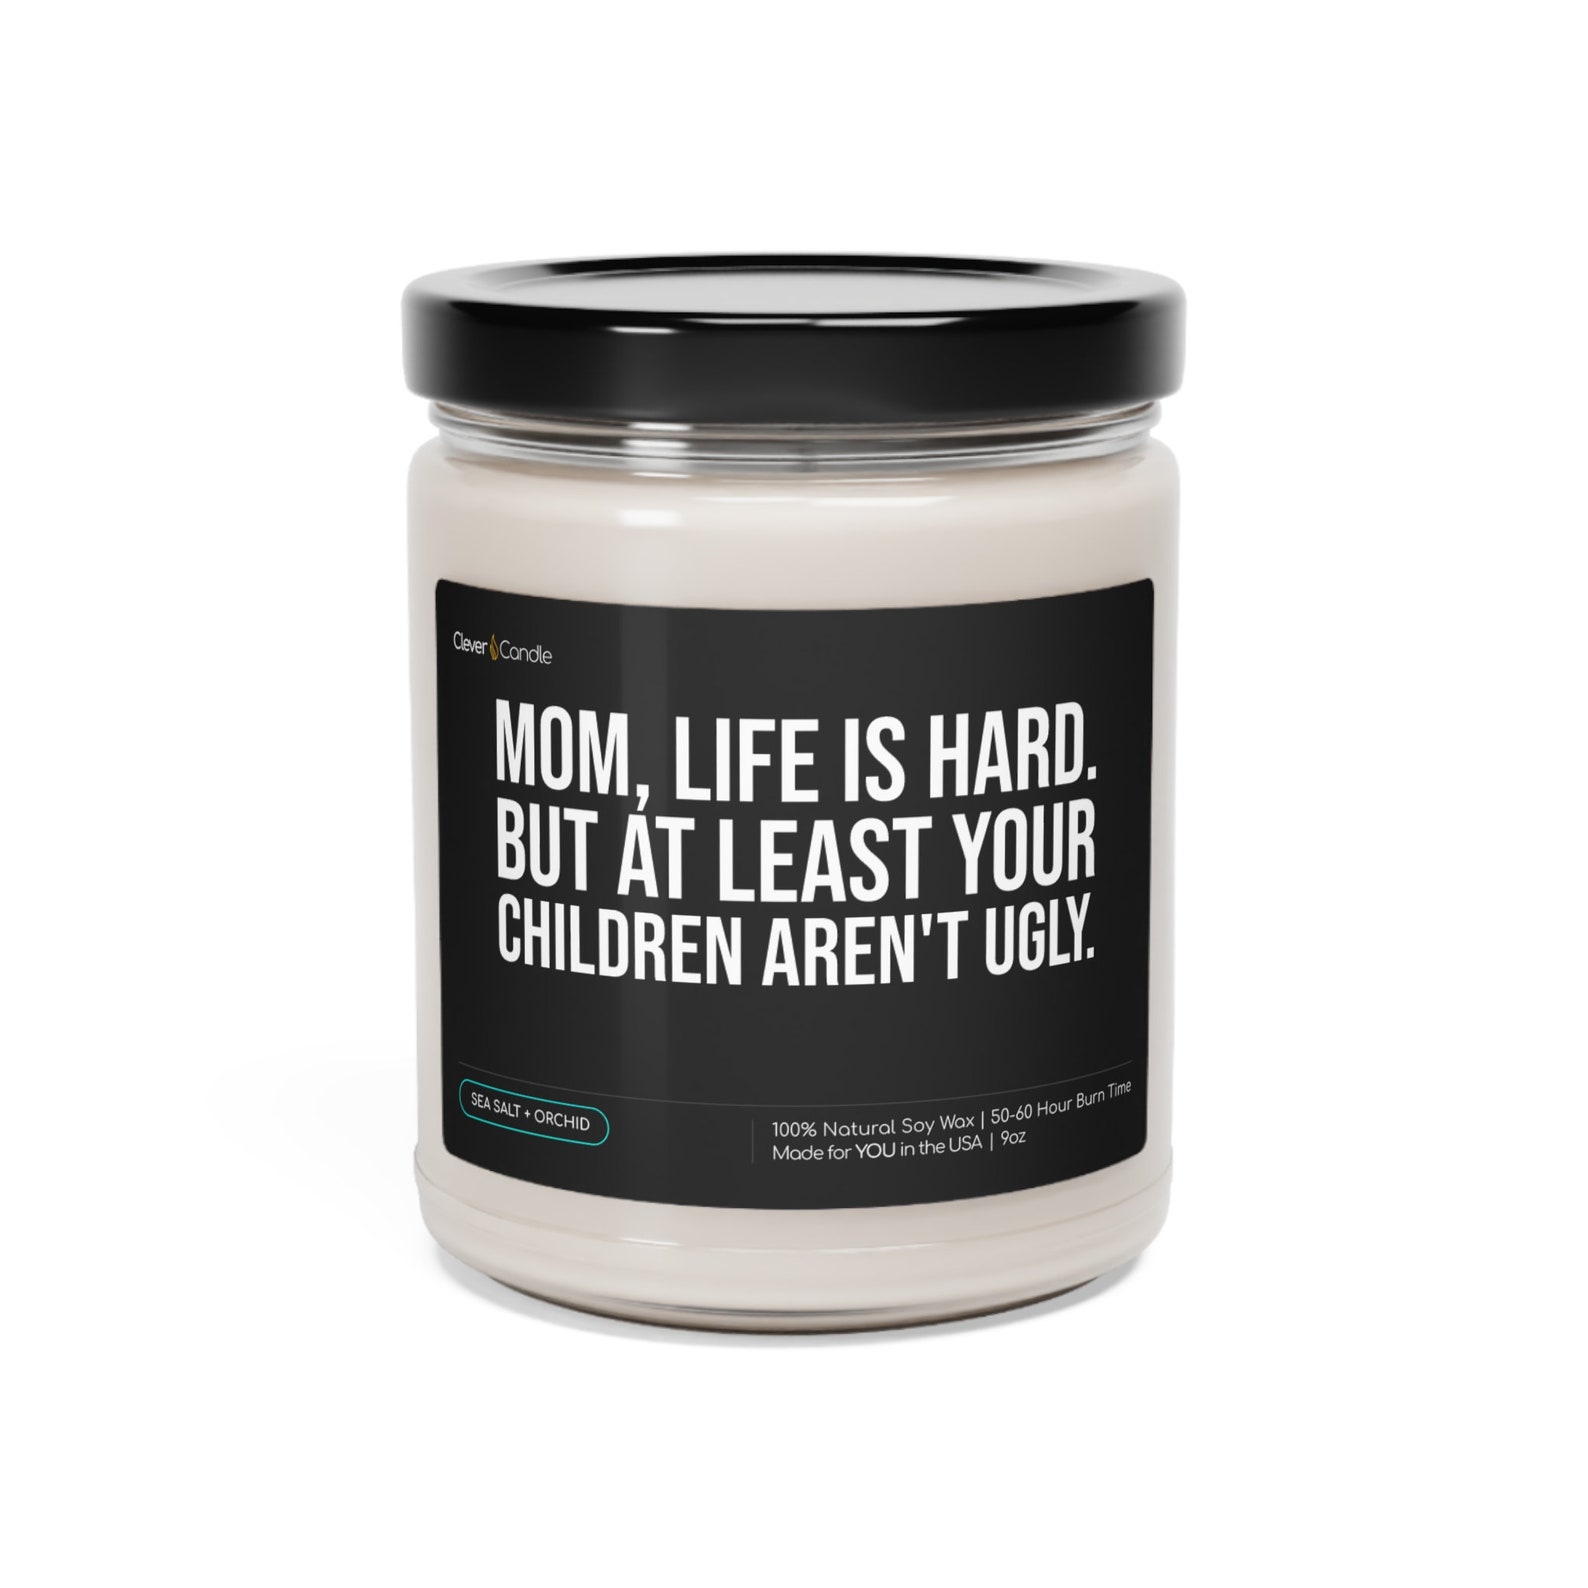 Clever Candle
MOM, LIFE IS HARD.
BUT AT LEAST YOUR
CHILDREN AREN'T UGLY.
SEA SALT + ORCHID
100% Natural Soy Wax | 50-60 Hour Burn Time
Made for YOU in the USA | 9oz